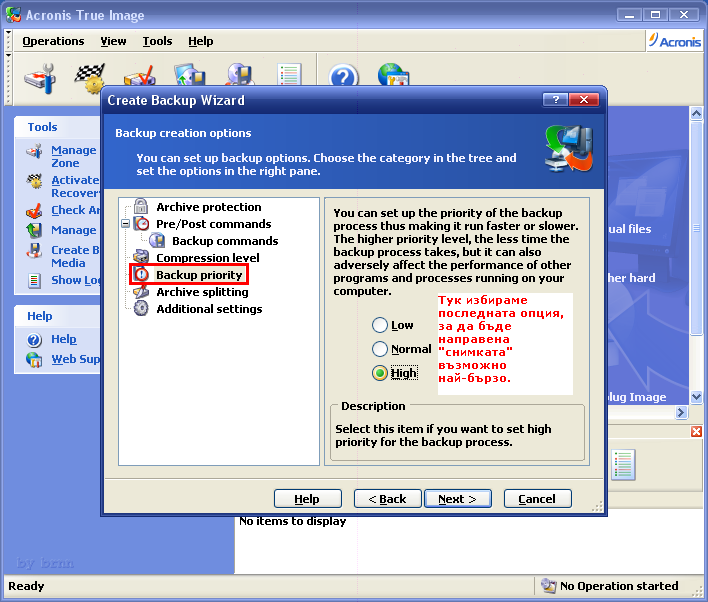 Acronis True Image
Operations View Tools Help
Acronis
Create Backup Wizard
Backup creation options
You can set up backup options. Choose the category in the tree and
set the options in the right pane.
Tools
Manage
Zone
Activate
Recover
Check Ar
Manage
Create B
Media
Show Log
Help
Help
Web Sup
Archive protection
Pre/Post commands
Backup commands
Compression level
Backup priority
Archive splitting
Additional settings
You can set up the priority of the backup
process thus making it run faster or slower.
The higher priority level, the less time the
backup process takes, but it can also
adversely affect the performance of other
programs and processes running on your
computer.
Low
Normal
High
Тук избираме
последната опция,
за да бъде
направена
"снимката"
възможно
най-бързо.
Description
Select this item if you want to set high
priority for the backup process.
ual files
her hard
plug Image
Help
< Back
Next >
Cancel
No items to display
by brnn
Ready
No Operation started